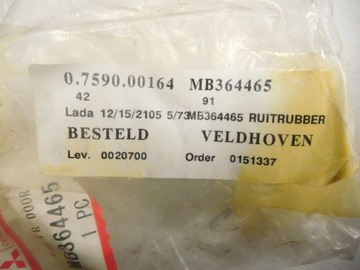 0.7590.00164 MB364465
42 91
Lada 12/15/2105 5/73MB364465 RUITRUBBER
BESTELD VELDHOVEN
Lev. 0020700 Order 0151337
R 000R
MB364465
1 PC